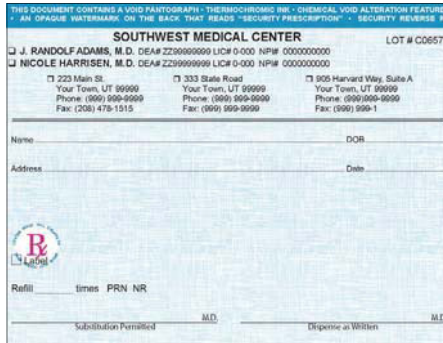 THIS DOCUMENT CONTAINS A VOID PANTOGRAPH - THERMOCHROMIC INK - CHEMICAL VOID ALTERATION FEATURE
• AN OPAQUE WATERMARK ON THE BACK THAT READS "SECURITY PRESCRIPTION" • SECURITY REVERSE
SOUTHWEST MEDICAL CENTER
LOT # C0657
J. RANDOLF ADAMS, M.D. DEA# ZZ99999999 LIC# 0-000 NPI# 0000000000
NICOLE HARRISEN, M.D. DEA# ZZ99999999 LIC# 0-000 NPI# 0000000000
223 Main St. 333 State Road 905 Harvard Way, Suite A
Your Town, UT 99999 Your Town, UT 99999 Your Town, UT 99999
Phone: (999) 999-9999 Phone: (999) 999-9999 Phone: (999) 999-9999
Fax: (208) 478-1515 Fax: (999) 999-9999 Fax: (999) 999-1
Name DOB
Address Date
Rx
Label
Refill times PRN NR
M.D. M.D.
Substitution Permitted Dispense as Written